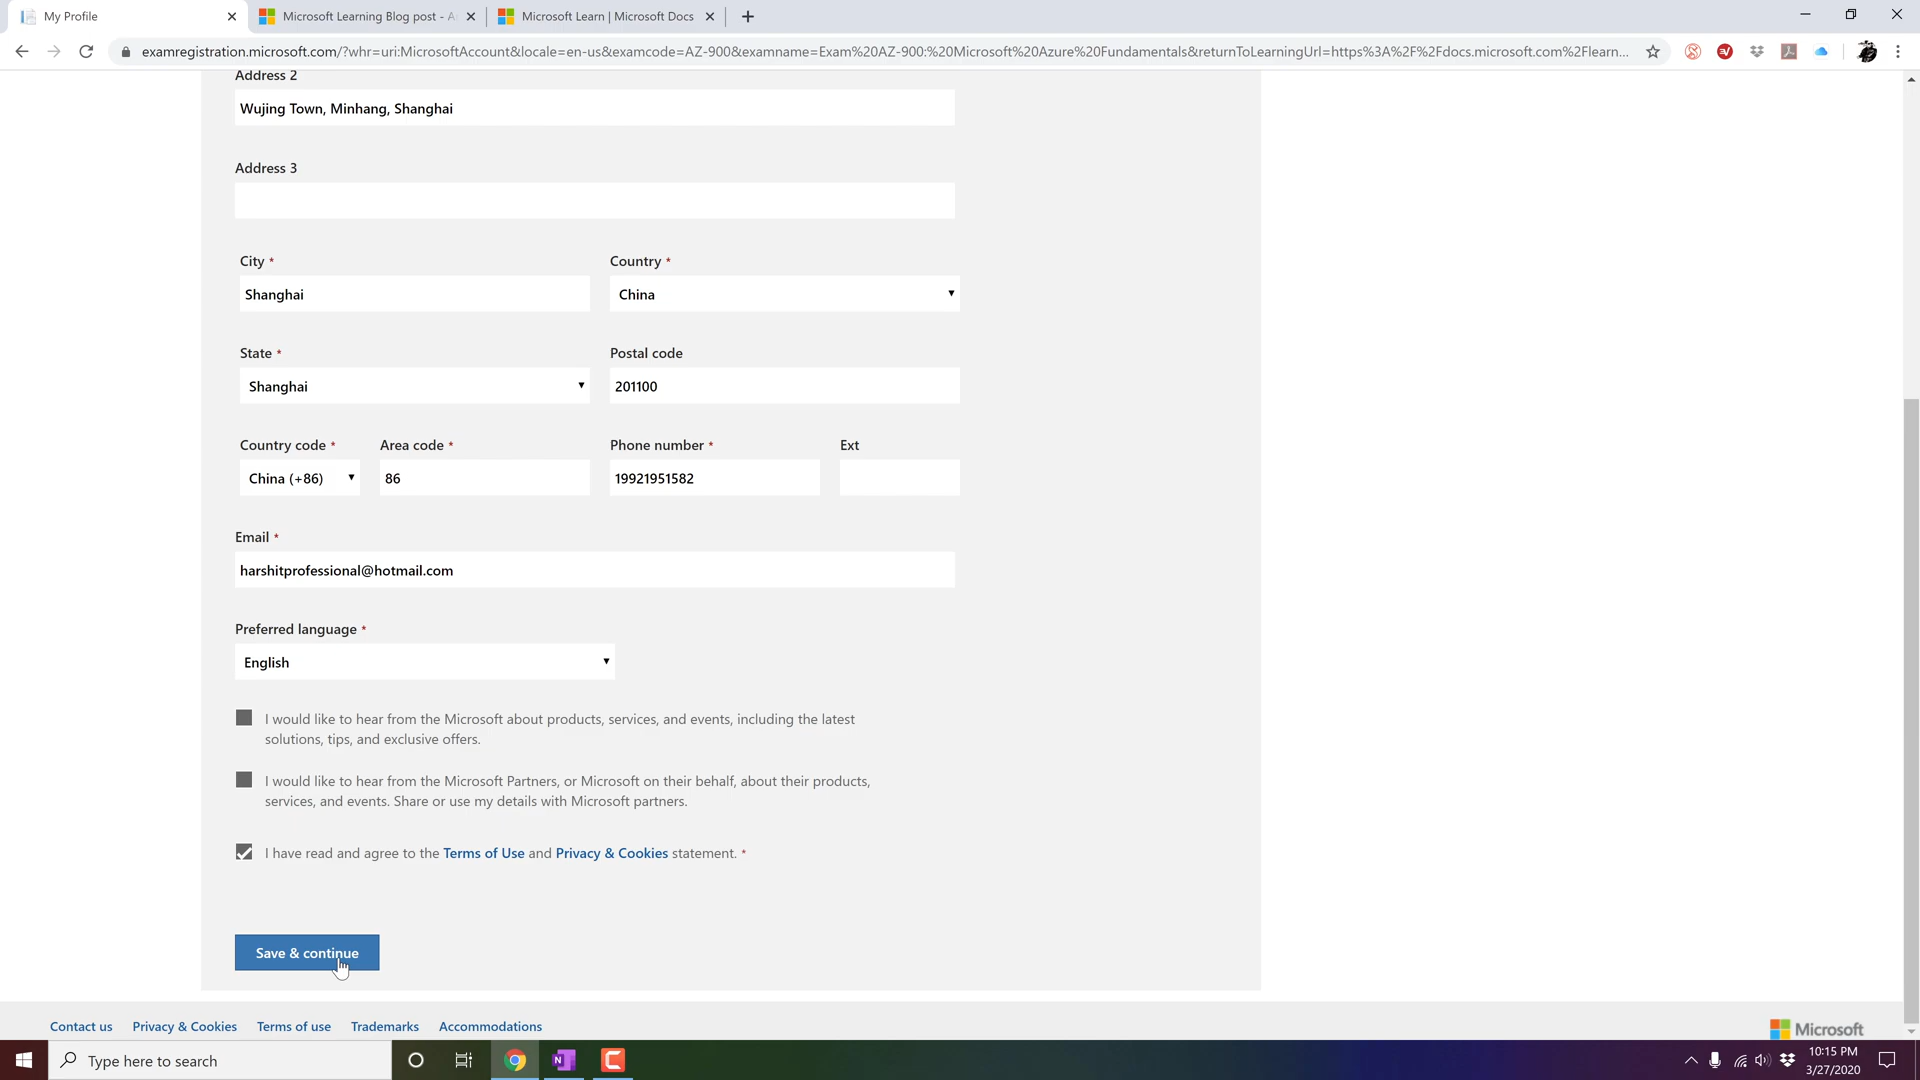 My Profile
Microsoft Learning Blog post - A
Microsoft Learn | Microsoft Docs
examregistration.microsoft.com/?whr=uri:MicrosoftAccount&locale=en-us&examcode=AZ-900&examname=Exam%20AZ-900:%20Microsoft%20Azure%20Fundamentals&returnToLearningUrl=https%3A%2F%2Fdocs.microsoft.com%2Flearn...
Address 2
Wujing Town, Minhang, Shanghai
Address 3
City *
Country *
Shanghai
China
State *
Postal code
Shanghai
201100
Country code *
Area code *
Phone number *
Ext
China (+86)
86
19921951582
Email *
harshitprofessional@hotmail.com
Preferred language *
English
I would like to hear from the Microsoft about products, services, and events, including the latest
solutions, tips, and exclusive offers.
I would like to hear from the Microsoft Partners, or Microsoft on their behalf, about their products,
services, and events. Share or use my details with Microsoft partners.
I have read and agree to the Terms of Use and Privacy & Cookies statement. *
Save & continue
Contact us
Privacy & Cookies
Terms of use
Trademarks
Accommodations
Microsoft
Type here to search
N
10:15 PM
3/27/2020